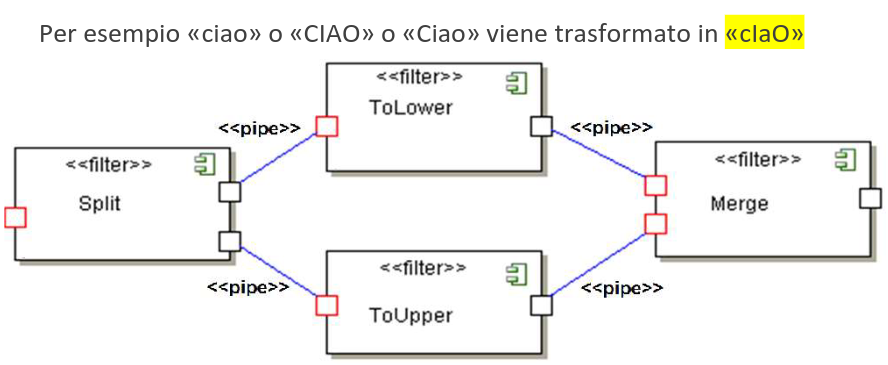 Per esempio «ciao» o «CIAO» o «Ciao» viene trasformato in «cIaO»
<<filter>>
ToLower
<<pipe>>
<<pipe>>
<<filter>>
Split
<<filter>>
Merge
<<filter>>
ToUpper
<<pipe>>
<<pipe>>